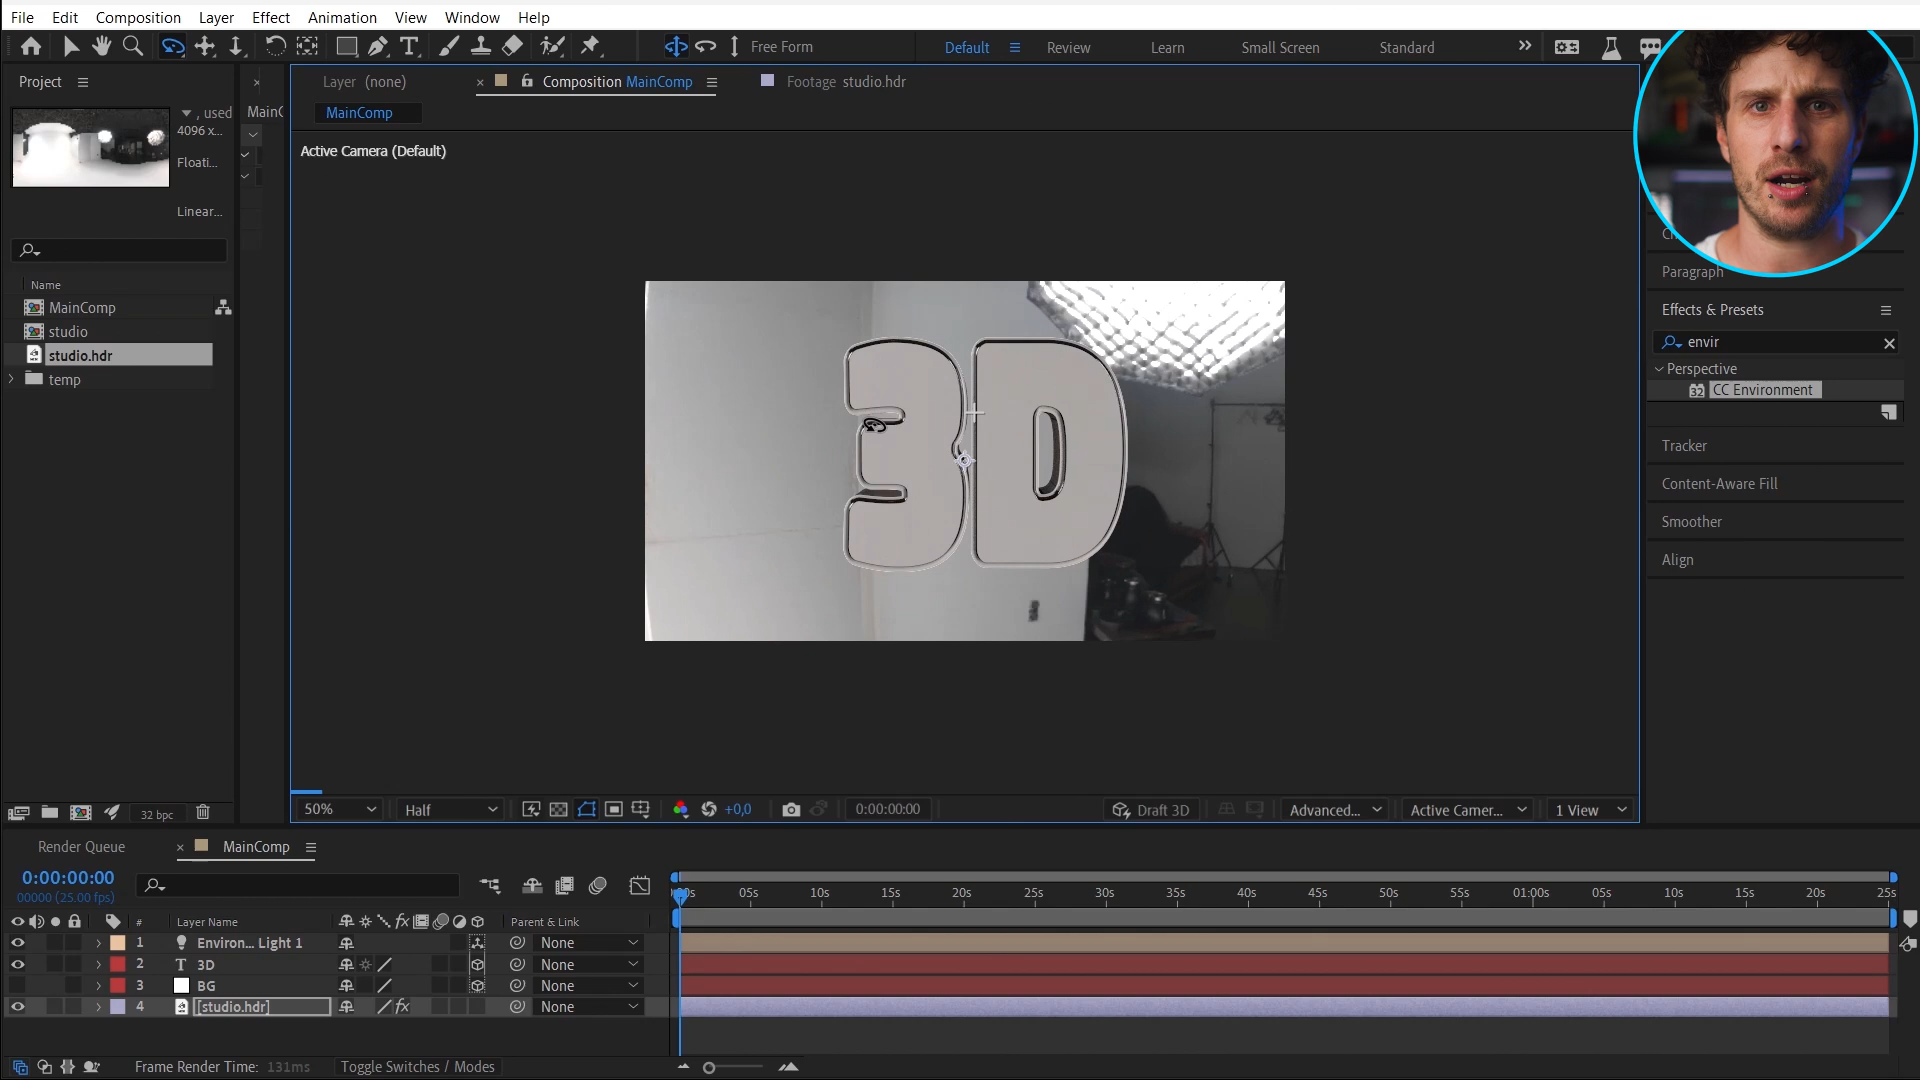 File Edit Composition Layer Effect Animation View Window Help
Free Form Default Review Learn Small Screen Standard
Project
Layer (none) Composition MainComp Footage studio.hdr
, used
4096 x...
Floati...
Linear...
MainC
MainComp
Active Camera (Default)
Name
MainComp
studio
studio.hdr
temp
3D
Paragraph
Effects & Presets
envir
Perspective
32 CC Environment
Tracker
Content-Aware Fill
Smoother
Align
32 bpc
50% Half +0,0 0:00:00:00 Draft 3D Advanced... Active Camer... 1 View
Render Queue MainComp
0:00:00:00
00000 (25.00 fps)
05s 10s 15s 20s 25s 30s 35s 40s 45s 50s 55s 01:00s 05s 10s 15s 20s 25s
# Layer Name fx Parent & Link
1 Environ... Light 1 None
2 T 3D None
3 BG None
4 [studio.hdr] fx None
Frame Render Time: 131ms Toggle Switches / Modes